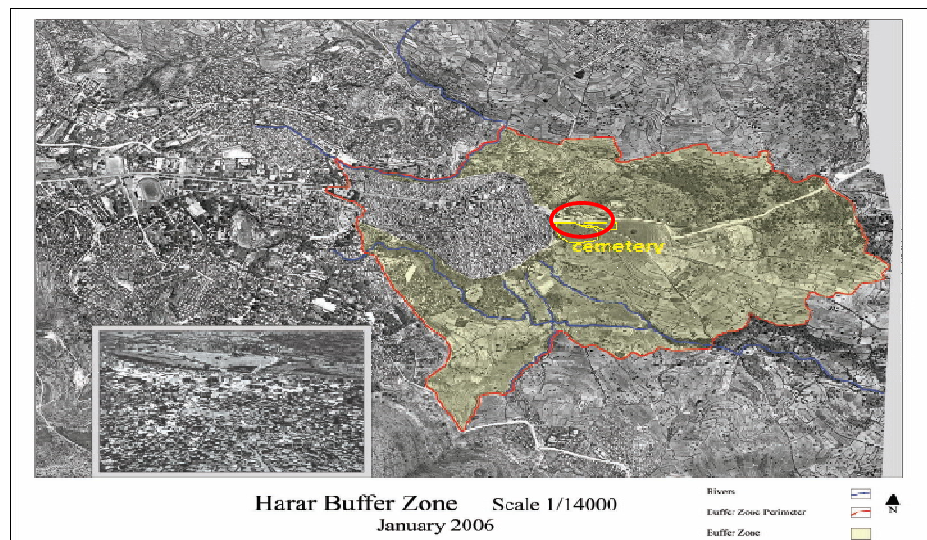 cemetery
Harar Buffer Zone Scale 1/14000
January 2006
Rivers
Buffer Zone Perimeter
Buffer Zone
N